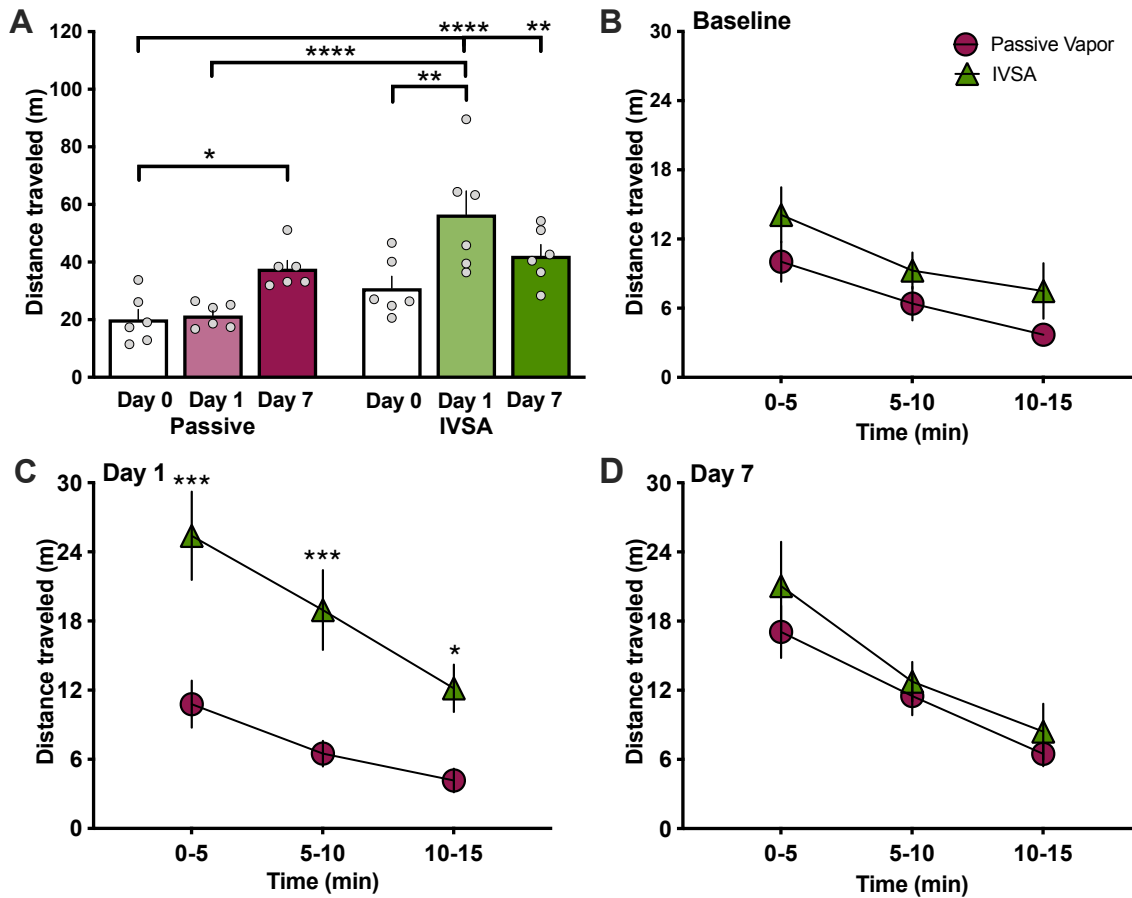 A
120
100
80
60
40
20
0
Distance traveled (m)
****
**
****
**
*
Day 0 Day 1 Day 7 Day 0 Day 1 Day 7
Passive IVSA
B Baseline
30
24
18
12
6
0
Distance traveled (m)
Passive Vapor
IVSA
0-5 5-10 10-15
Time (min)
C Day 1
30
24
18
12
6
0
Distance traveled (m)
***
***
*
0-5 5-10 10-15
Time (min)
D Day 7
30
24
18
12
6
0
Distance traveled (m)
0-5 5-10 10-15
Time (min)